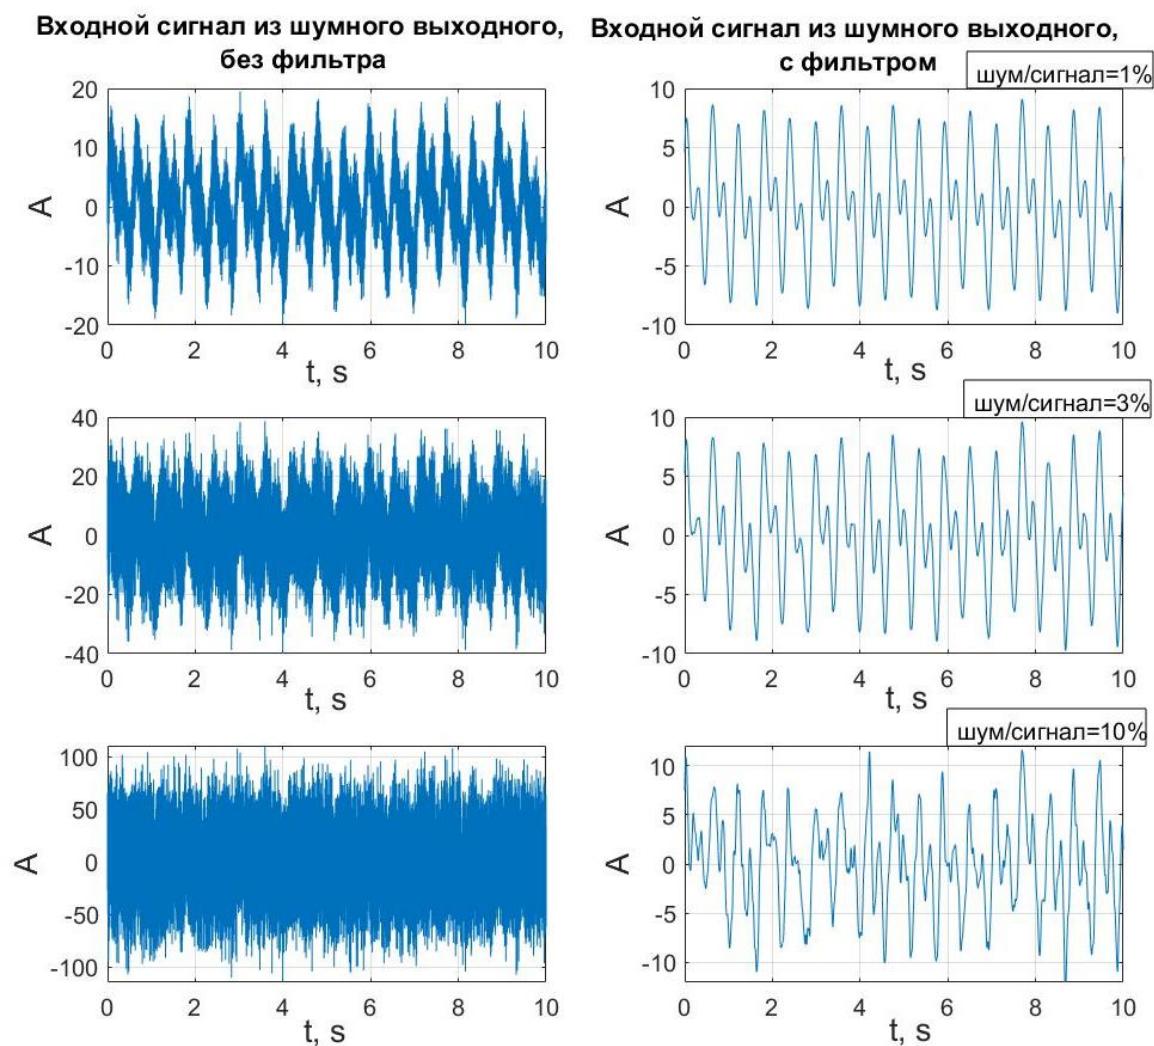 Входной сигнал из шумного выходного,
без фильтра
Входной сигнал из шумного выходного,
с фильтром
шум/сигнал=1%
20
10
0
-10
-20
A
0 2 4 6 8 10
t, s
10
5
0
-5
-10
A
0 2 4 6 8 10
t, s
шум/сигнал=3%
40
20
0
-20
-40
A
0 2 4 6 8 10
t, s
10
5
0
-5
-10
A
0 2 4 6 8 10
t, s
шум/сигнал=10%
100
50
0
-50
-100
A
0 2 4 6 8 10
t, s
10
5
0
-5
-10
A
0 2 4 6 8 10
t, s